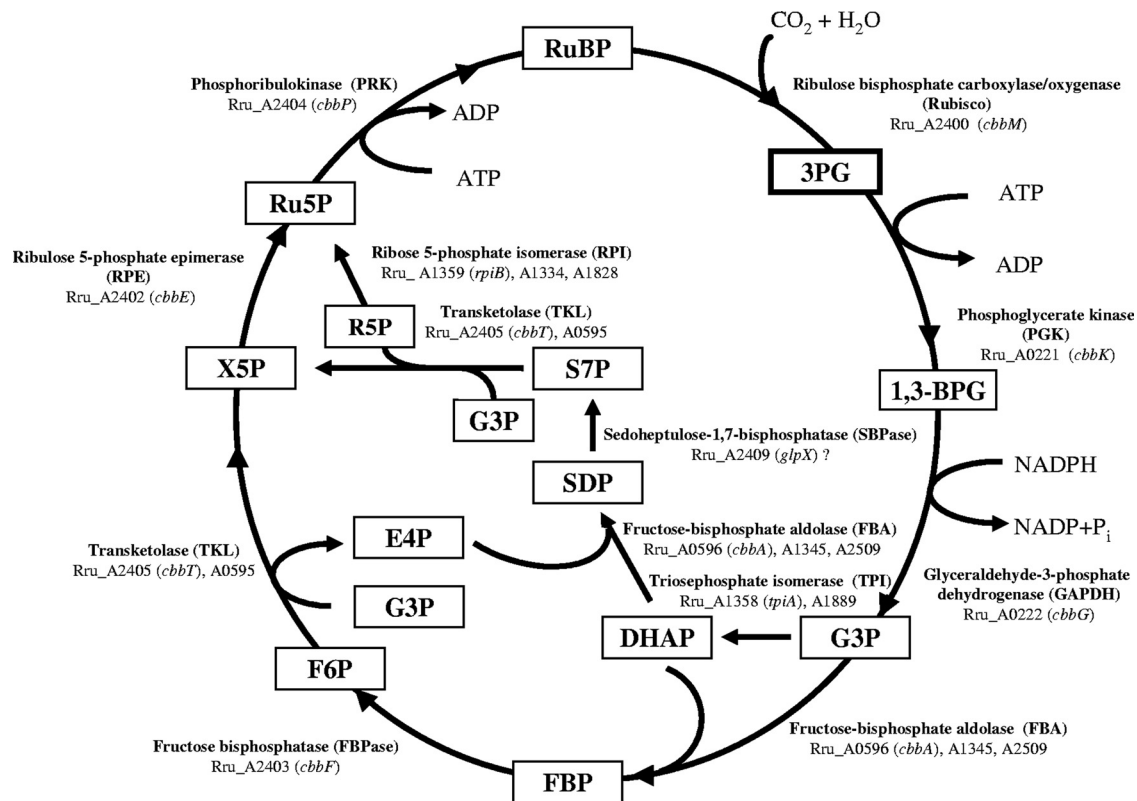 CO2 + H2O
RuBP
Phosphoribulokinase (PRK)
Rru_A2404 (cbbP)
ADP
ATP
Ribulose bisphosphate carboxylase/oxygenase
(Rubisco)
Rru_A2400 (cbbM)
3PG
ATP
ADP
Ru5P
Ribulose 5-phosphate epimerase
(RPE)
Rru_A2402 (cbbE)
Ribose 5-phosphate isomerase (RPI)
Rru_ A1359 (rpiB), A1334, A1828
R5P
Transketolase (TKL)
Rru_A2405 (cbbT), A0595
Phosphoglycerate kinase
(PGK)
Rru_A0221 (cbbK)
X5P
S7P
G3P
1,3-BPG
Sedoheptulose-1,7-bisphosphatase (SBPase)
Rru_A2409 (glpX) ?
NADPH
NADP+Pi
SDP
E4P
Fructose-bisphosphate aldolase (FBA)
Rru_A0596 (cbbA), A1345, A2509
Transketolase (TKL)
Rru_A2405 (cbbT), A0595
G3P
Triosephosphate isomerase (TPI)
Rru_A1358 (tpiA), A1889
Glyceraldehyde-3-phosphate
dehydrogenase (GAPDH)
Rru_A0222 (cbbG)
DHAP
G3P
F6P
Fructose bisphosphatase (FBPase)
Rru_A2403 (cbbF)
Fructose-bisphosphate aldolase (FBA)
Rru_A0596 (cbbA), A1345, A2509
FBP